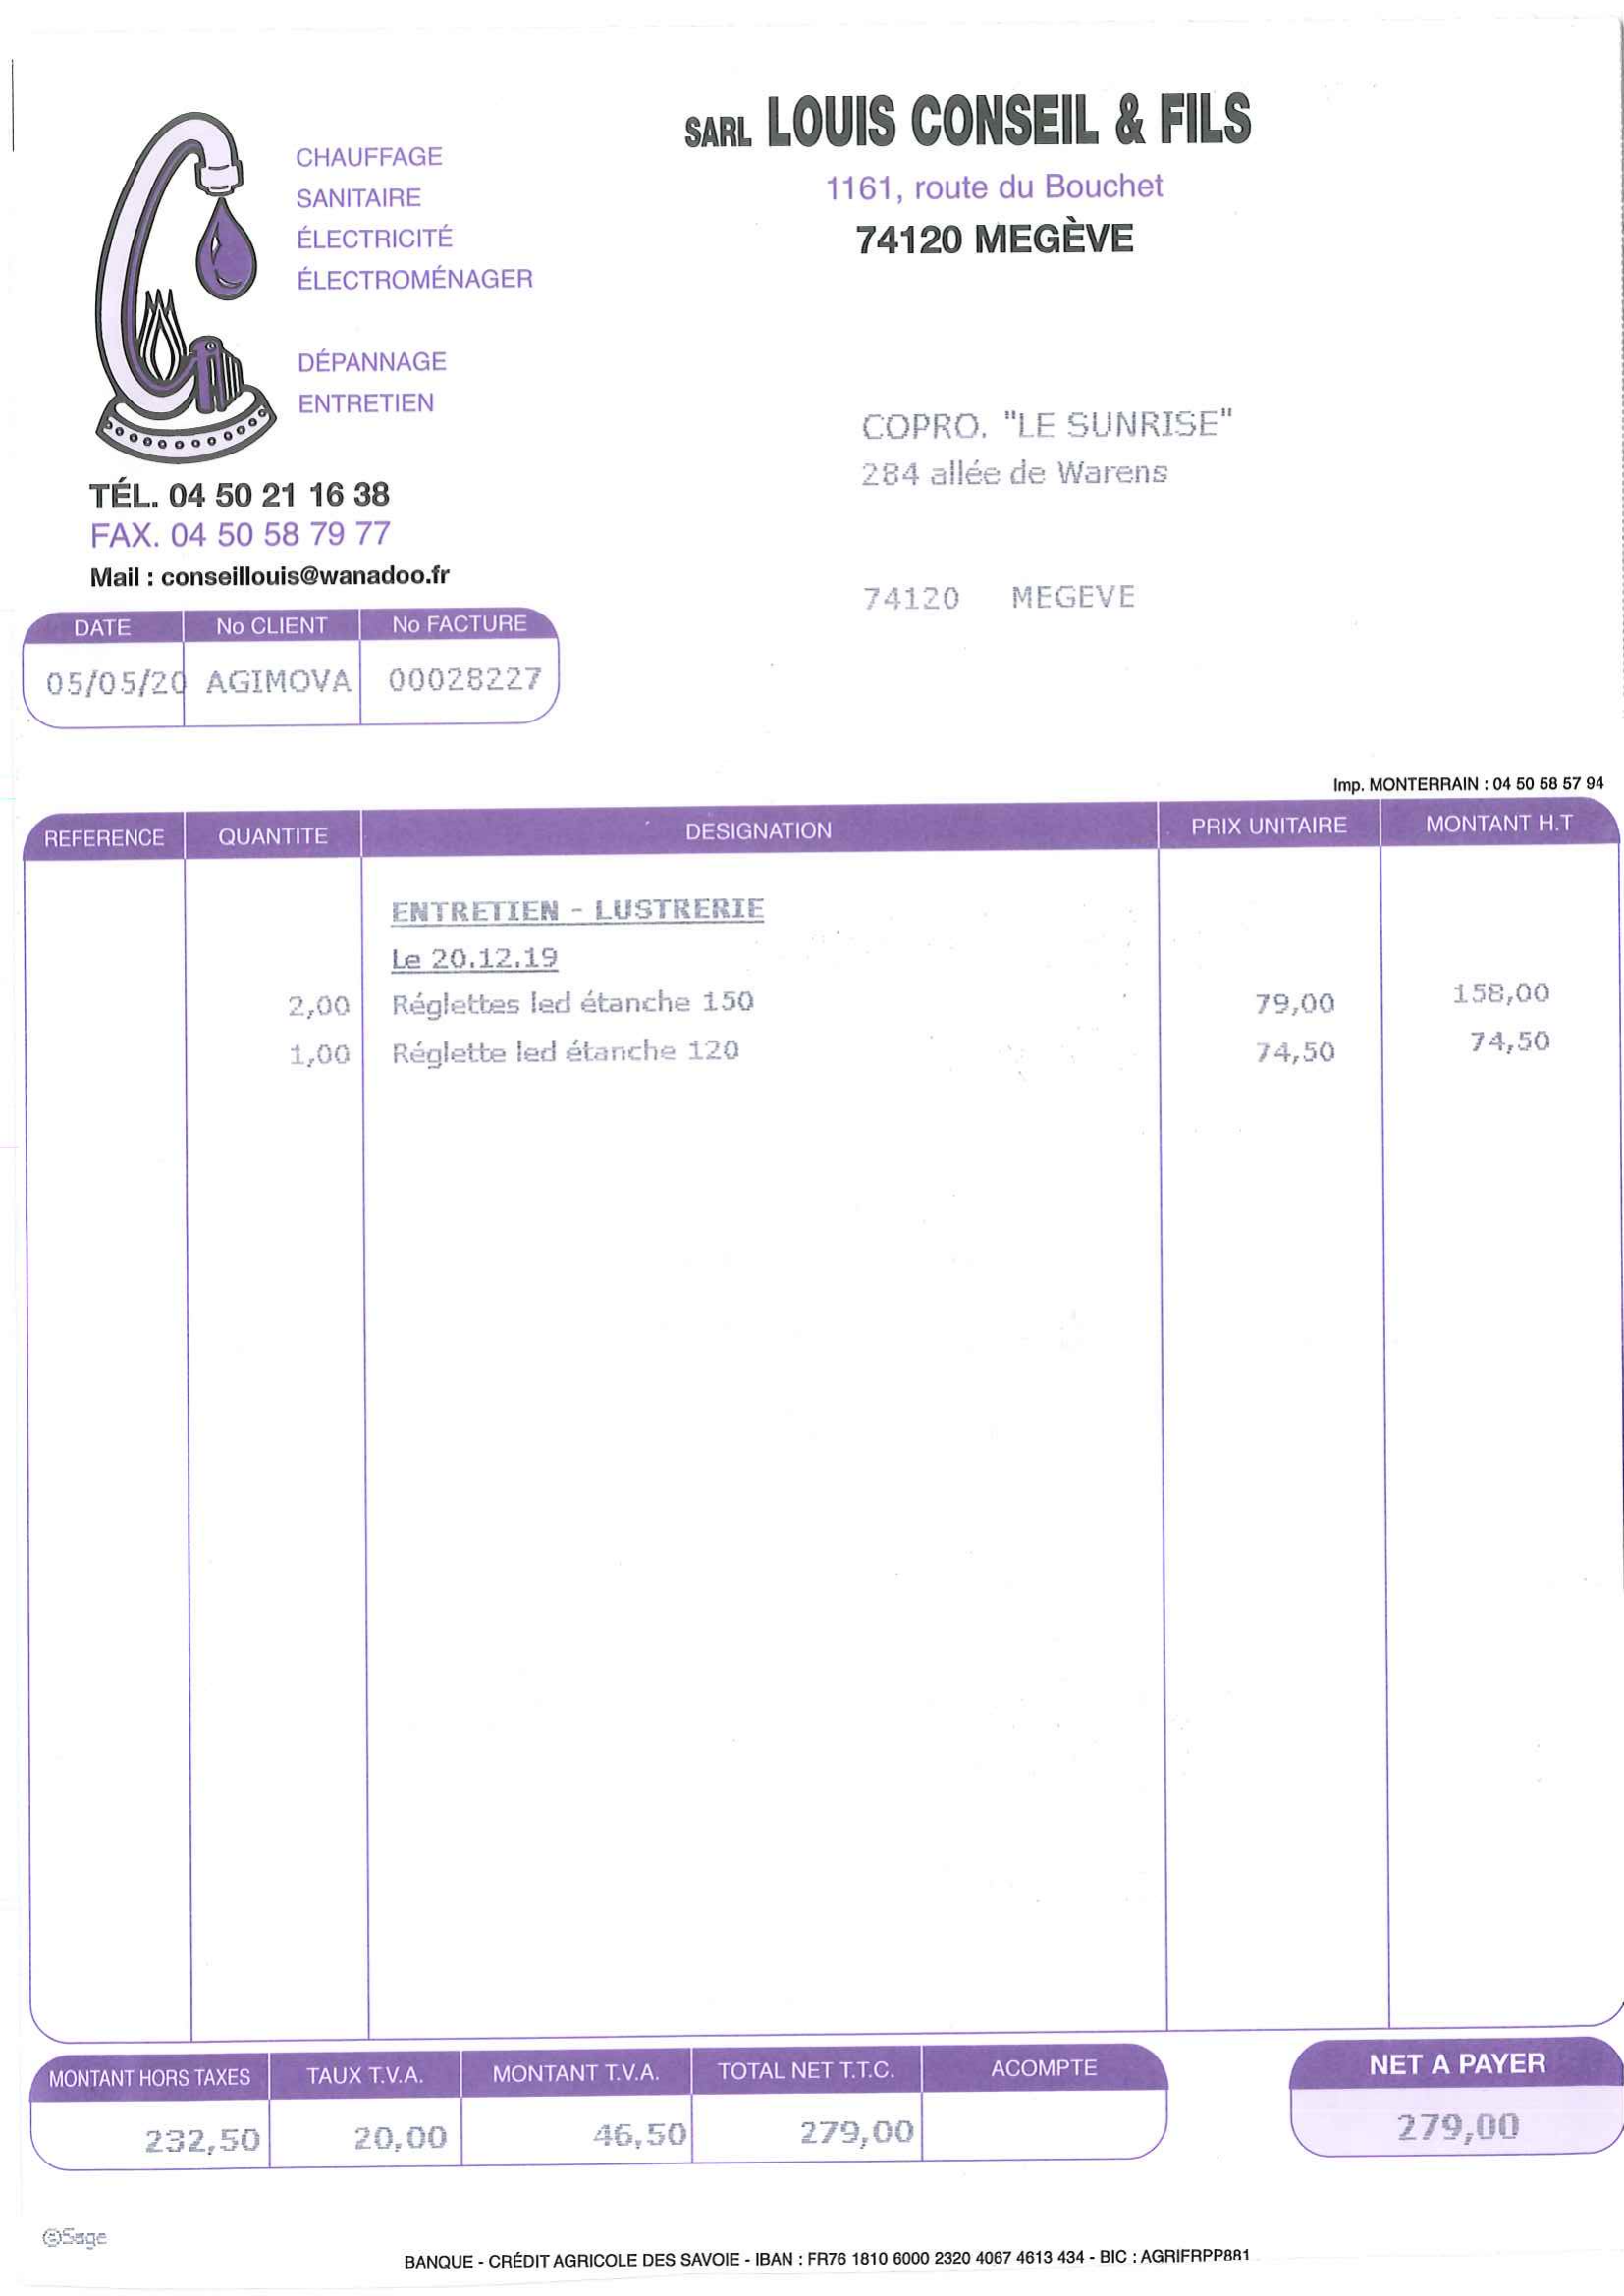 SARL LOUIS CONSEIL & FILS
1161, route du Bouchet
74120 MEGÈVE
CHAUFFAGE
SANITAIRE
ÉLECTRICITÉ
ÉLECTROMÉNAGER
DÉPANNAGE
ENTRETIEN
TÉL. 04 50 21 16 38
FAX. 04 50 58 79 77
Mail : conseillouis@wanadoo.fr
COPRO. "LE SUNRISE"
284 allée de Warens
74120 MEGEVE
DATE No CLIENT No FACTURE
05/05/20 AGIMOVA 00028227
Imp. MONTERRAIN : 04 50 58 57 94
REFERENCE QUANTITE DESIGNATION PRIX UNITAIRE MONTANT H.T
ENTRETIEN - LUSTRERIE
Le 20.12.19
2,00 Réglettes led étanche 150 79,00 158,00
1,00 Réglette led étanche 120 74,50 74,50
MONTANT HORS TAXES TAUX T.V.A. MONTANT T.V.A. TOTAL NET T.T.C. ACOMPTE NET A PAYER
232,50 20,00 46,50 279,00 279,00
©Sage
BANQUE - CRÉDIT AGRICOLE DES SAVOIE - IBAN : FR76 1810 6000 2320 4067 4613 434 - BIC : AGRIFRPP881